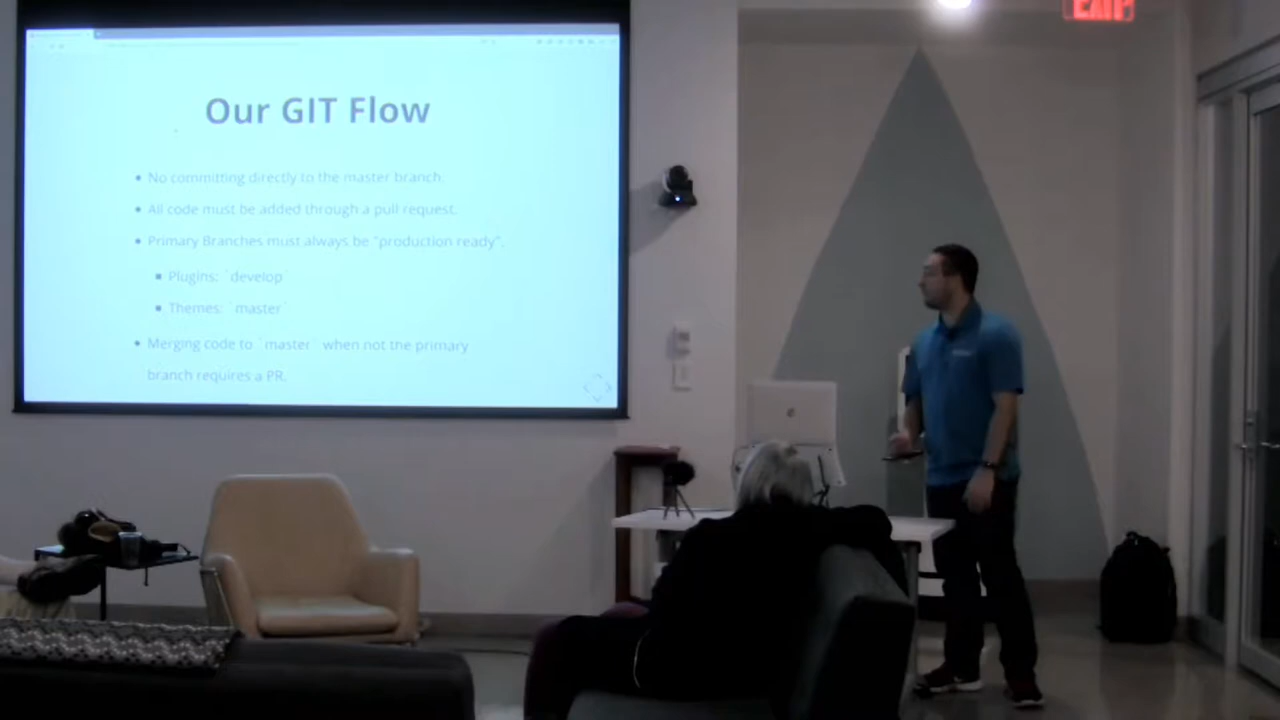 EXIT
Our GIT Flow
No committing directly to the master branch.
All code must be added through a pull request.
Primary Branches must always be "production ready".
Plugins: `develop`
Themes: `master`
Merging code to `master` when not the primary
branch requires a PR.